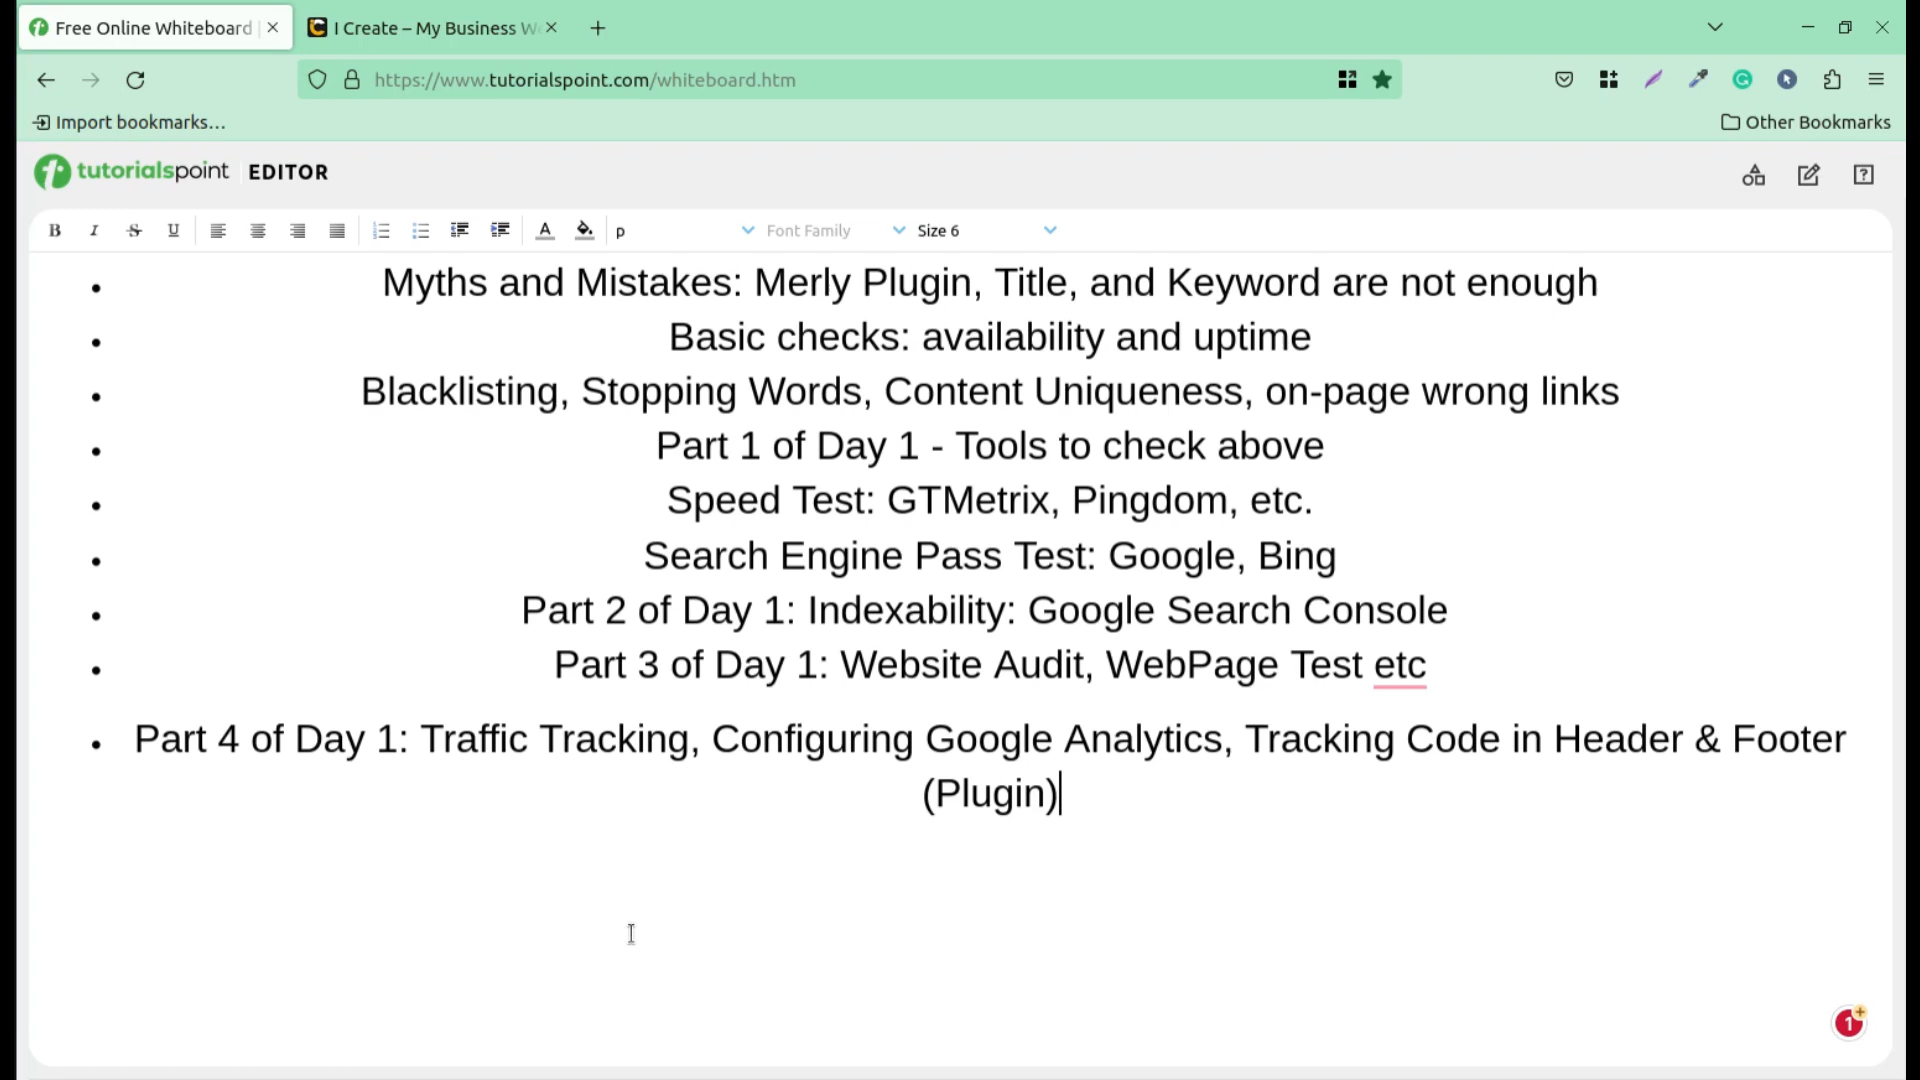 Free Online Whiteboard
I Create – My Business W
https://www.tutorialspoint.com/whiteboard.htm
Import bookmarks...
Other Bookmarks
tutorialspoint EDITOR
B I S U A p Font Family Size 6
Myths and Mistakes: Merly Plugin, Title, and Keyword are not enough
Basic checks: availability and uptime
Blacklisting, Stopping Words, Content Uniqueness, on-page wrong links
Part 1 of Day 1 - Tools to check above
Speed Test: GTMetrix, Pingdom, etc.
Search Engine Pass Test: Google, Bing
Part 2 of Day 1: Indexability: Google Search Console
Part 3 of Day 1: Website Audit, WebPage Test etc
Part 4 of Day 1: Traffic Tracking, Configuring Google Analytics, Tracking Code in Header & Footer
(Plugin)
1